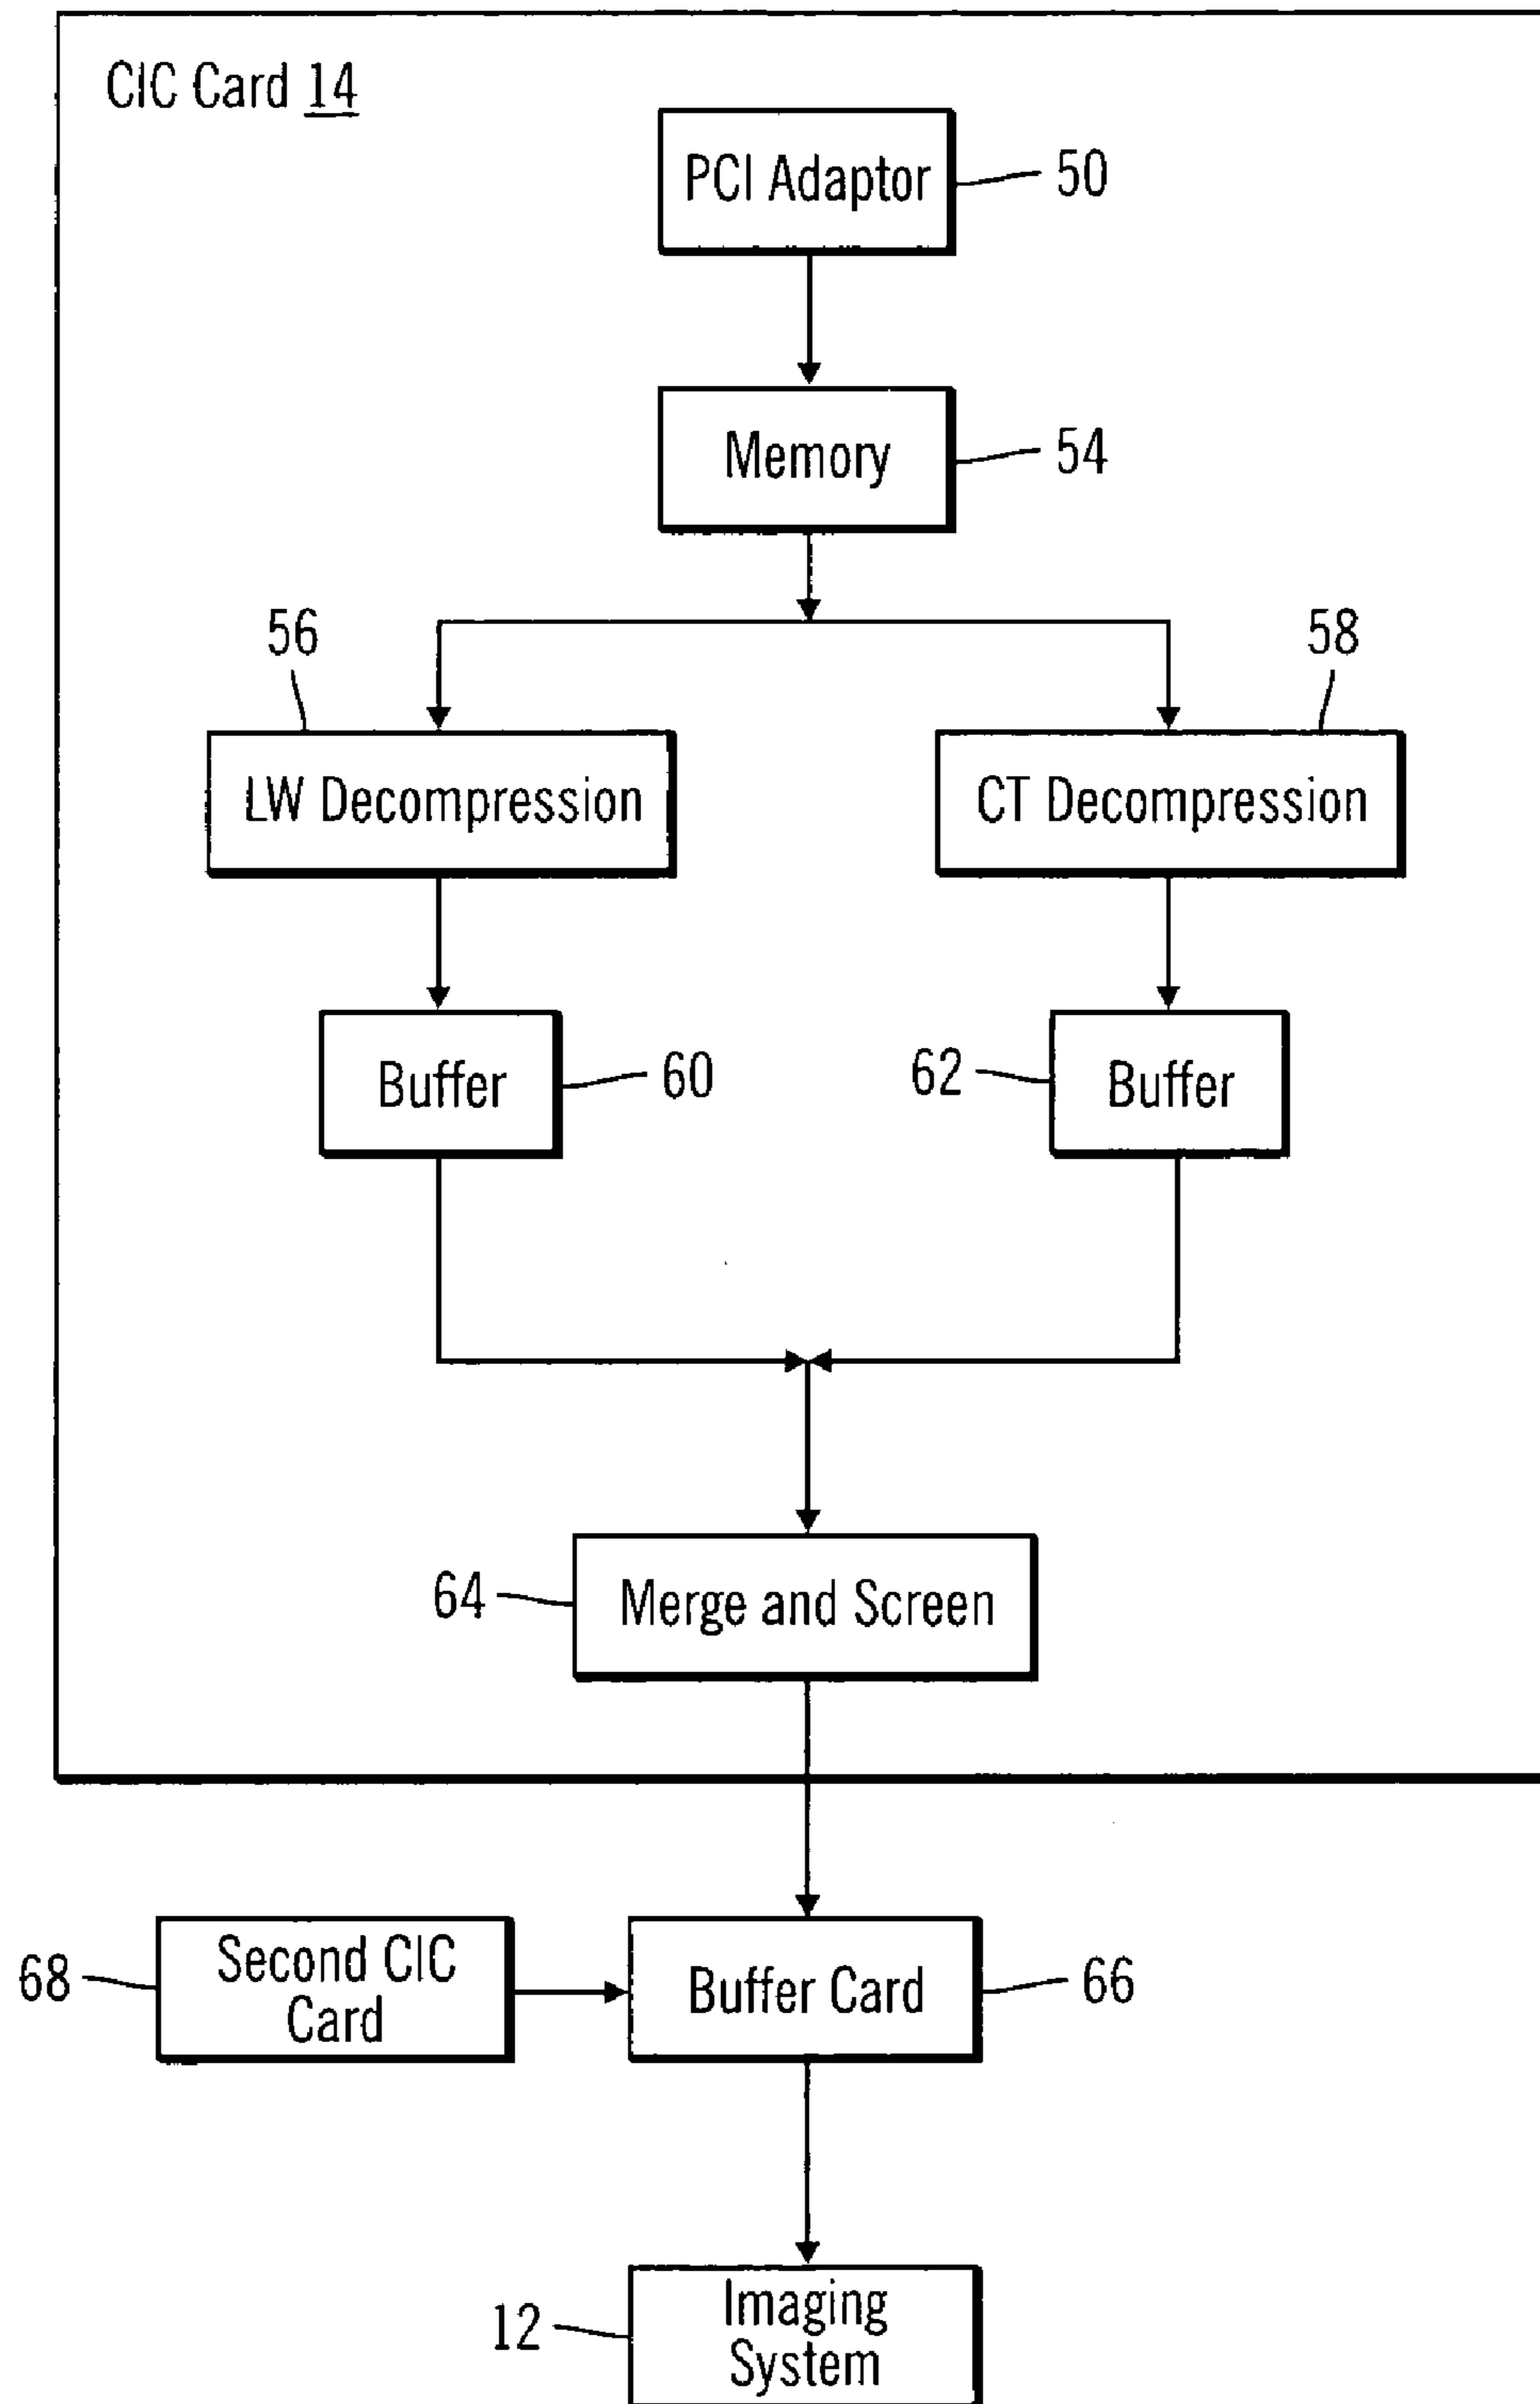 CIC Card 14
PCI Adaptor
50
Memory
54
56
58
LW Decompression
CT Decompression
Buffer
60
62
Buffer
64
Merge and Screen
68
Second CIC
Card
Buffer Card
66
12
Imaging
System